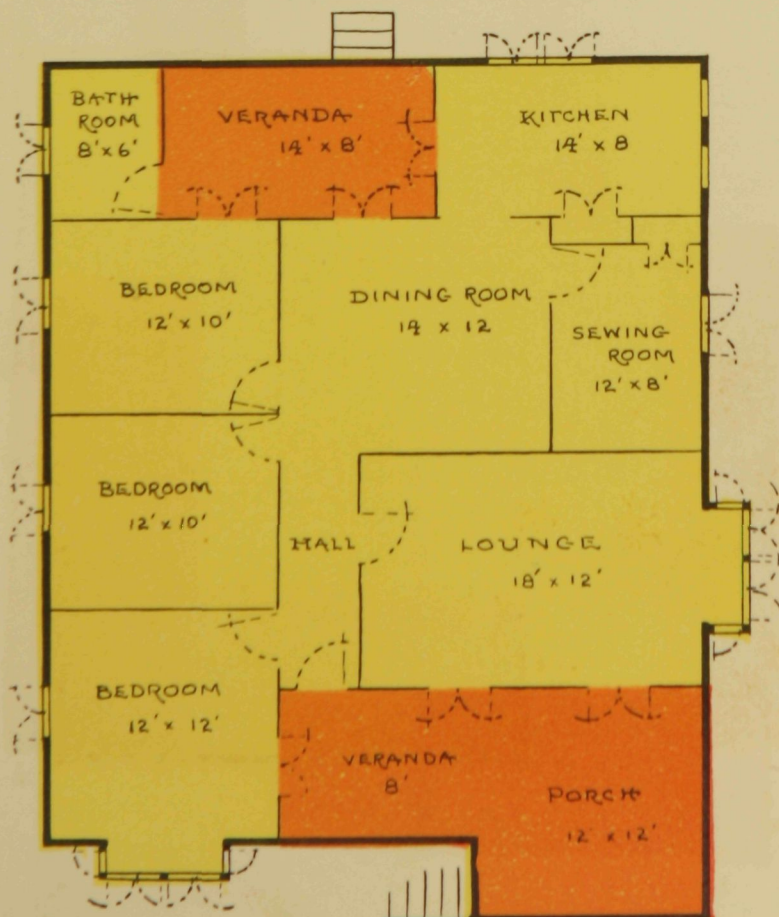 BATH
ROOM
8' x 6'
VERANDA
14' x 8'
KITCHEN
14' x 8
BEDROOM
12' x 10'
DINING ROOM
14 x 12
SEWING
ROOM
12' x 8'
BEDROOM
12' x 10'
HALL
LOUNGE
18' x 12'
BEDROOM
12' x 12'
VERANDA
8'
PORCH
12 x 12'